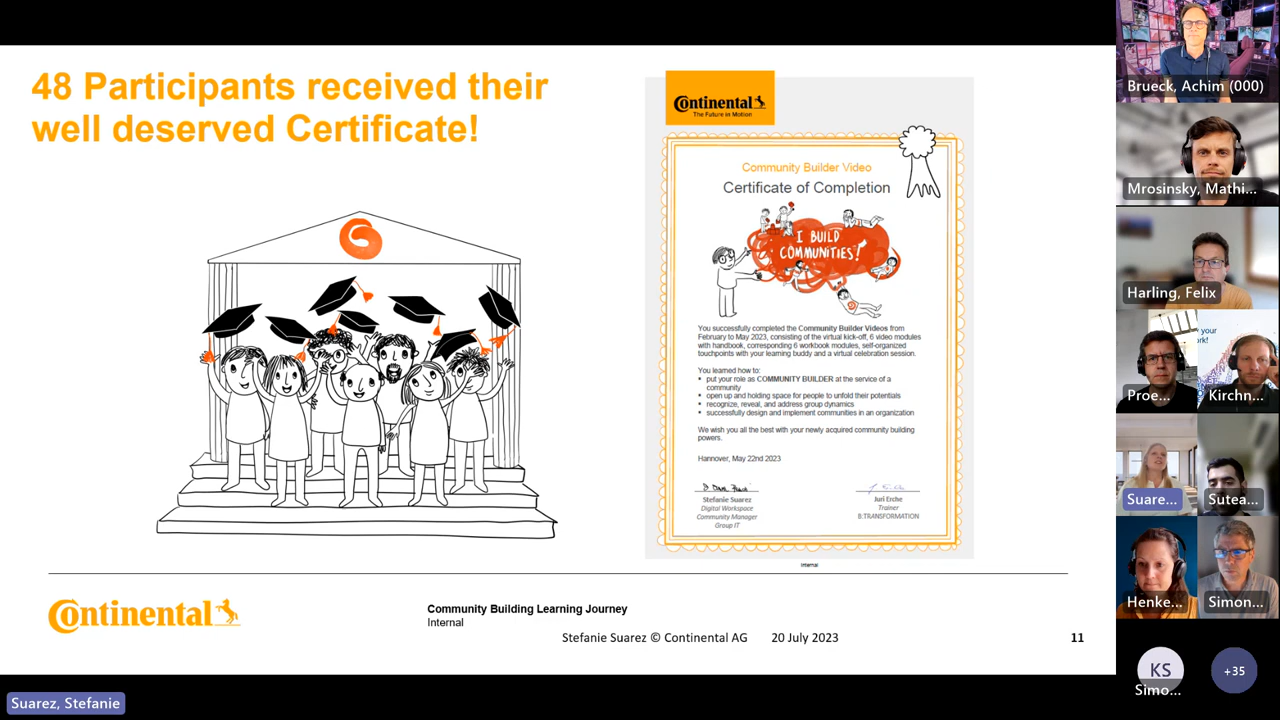 48 Participants received their
well deserved Certificate!
Continental
The Future in Motion
Community Builder Video
Certificate of Completion
I BUILD
COMMUNITIES!
You successfully completed the Community Builder Videos from
February to May 2023, consisting of the virtual kick-off, 6 video modules
with handbook, corresponding 6 workbook modules, self-organized
touchpoints with your learning buddy and a virtual celebration session.
You learned how to:
• put your role as COMMUNITY BUILDER at the service of a
community
• open up and holding space for people to unfold their potentials
• recognize, reveal, and address group dynamics
• successfully design and implement communities in an organization
We wish you all the best with your newly acquired community building
powers.
Hannover, May 22nd 2023
Stefanie Suarez
Digital Workspace
Community Manager
Group IT
Juri Erche
Trainer
B:TRANSFORMATION
Internal
Continental
Community Building Learning Journey
Internal
Stefanie Suarez © Continental AG
20 July 2023
11
Suarez, Stefanie
Brueck, Achim (000)
Mrosinsky, Mathi...
Harling, Felix
your
Proe...
Kirchn...
Suare...
Sutea...
Henke...
Simon...
KS
Simo...
+35